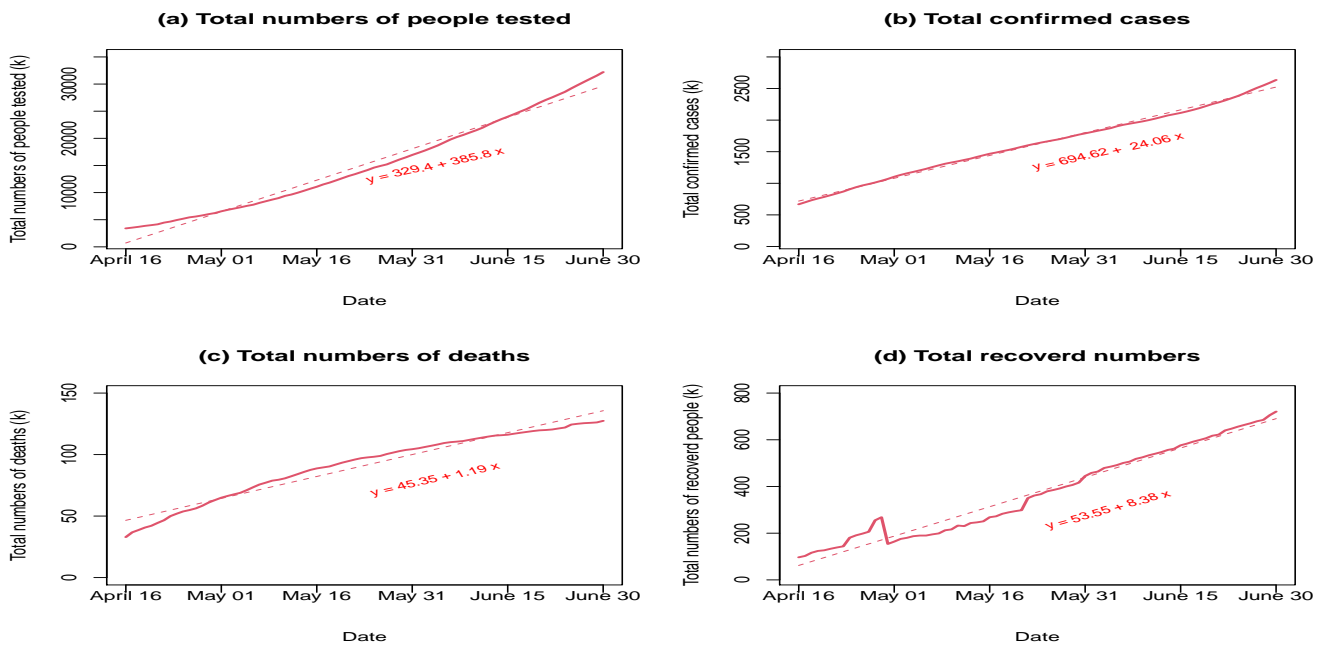 (a) Total numbers of people tested
Total numbers of people tested (k)
30000
20000
10000
0
y = 329.4 + 385.8 x
April 16 May 01 May 16 May 31 June 15 June 30
Date
(b) Total confirmed cases
Total confirmed cases (k)
2500
1500
500
0
y = 694.62 + 24.06 x
April 16 May 01 May 16 May 31 June 15 June 30
Date
(c) Total numbers of deaths
Total numbers of deaths (k)
150
100
50
0
y = 45.35 + 1.19 x
April 16 May 01 May 16 May 31 June 15 June 30
Date
(d) Total recoverd numbers
Total numbers of recoverd people (k)
800
600
400
200
0
y = 53.55 + 8.38 x
April 16 May 01 May 16 May 31 June 15 June 30
Date